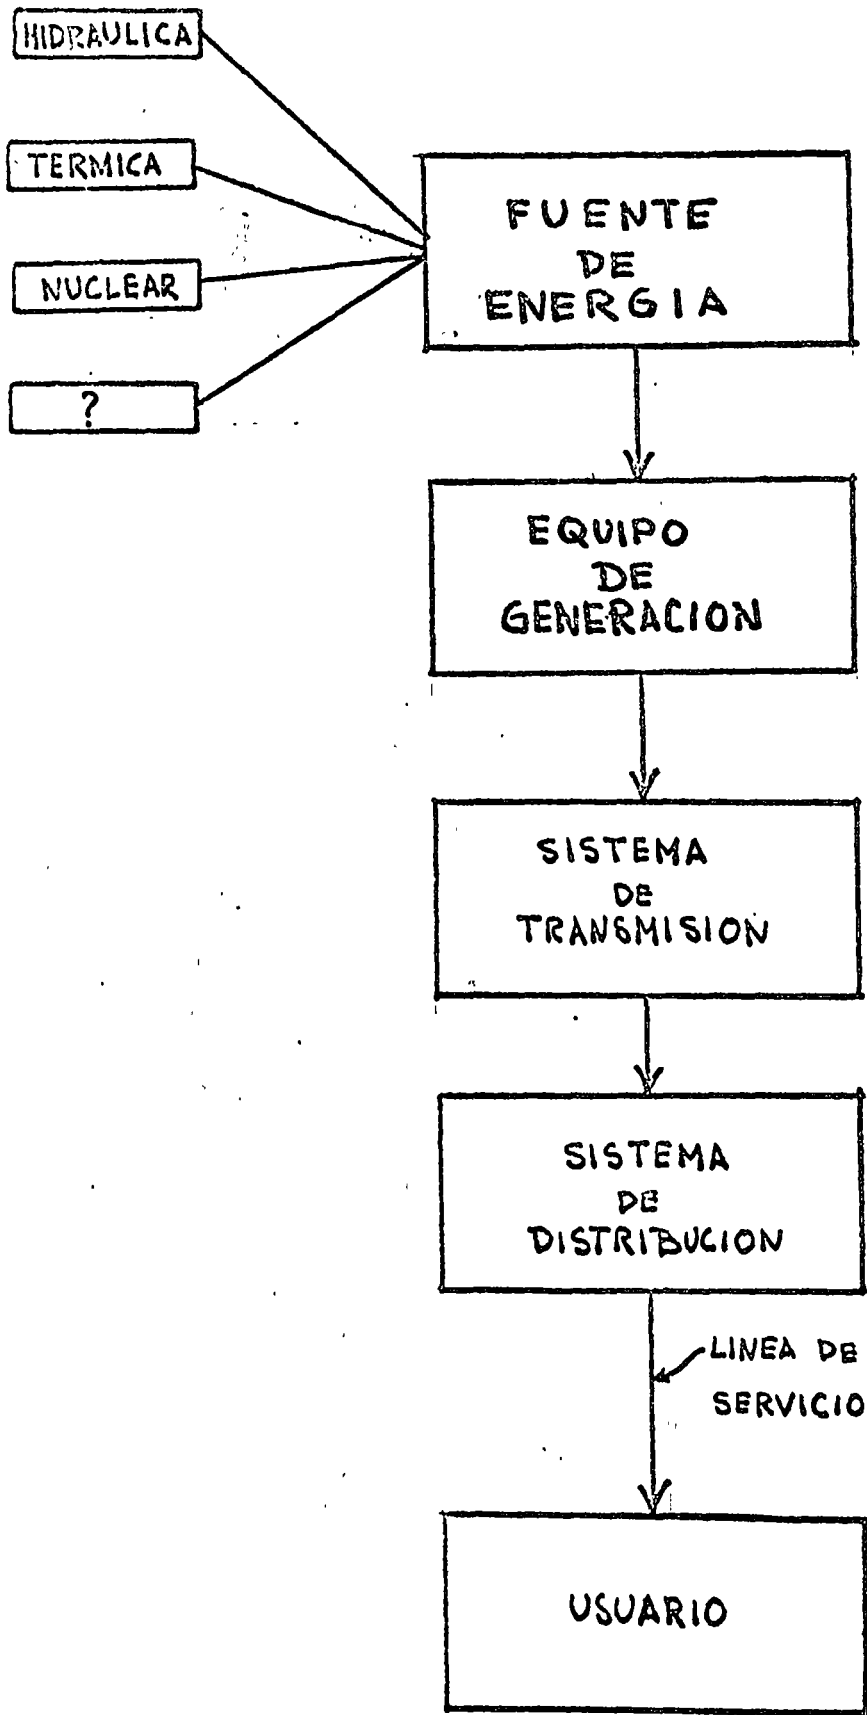 HIDRAULICA
TERMICA
NUCLEAR
?
FUENTE
DE
ENERGIA
EQUIPO
DE
GENERACION
SISTEMA
DE
TRANSMISION
SISTEMA
DE
DISTRIBUCION
LINEA DE
SERVICIO
USUARIO